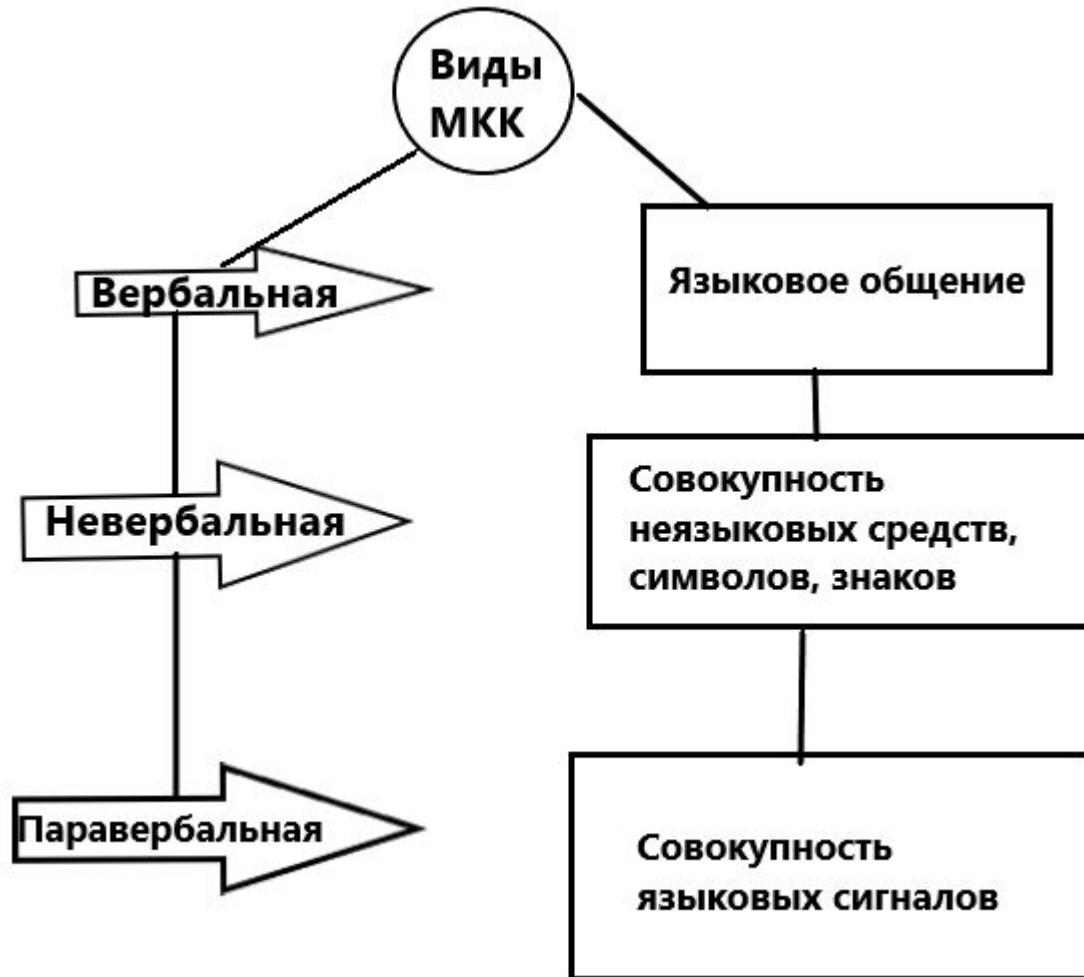 Виды
МКК
Вербальная
Языковое общение
Невербальная
Совокупность
неязыковых средств,
символов, знаков
Паравербальная
Совокупность
языковых сигналов